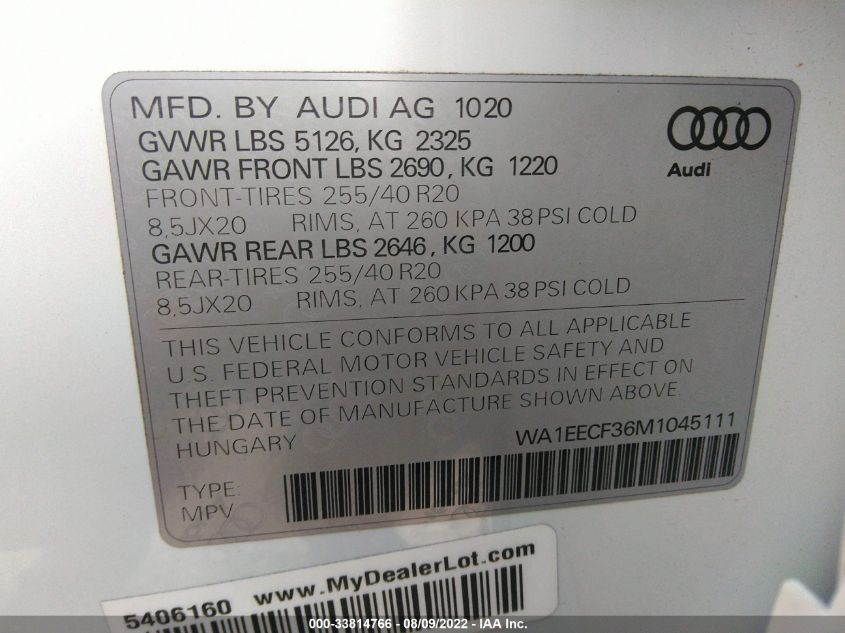 MFD. BY AUDI AG 1020
GVWR LBS 5126, KG 2325
GAWR FRONT LBS 2690, KG 1220
FRONT-TIRES 255/40 R20
8,5JX20 RIMS, AT 260 KPA 38 PSI COLD
GAWR REAR LBS 2646, KG 1200
REAR-TIRES 255/40 R20
8,5JX20 RIMS, AT 260 KPA 38 PSI COLD
Audi
THIS VEHICLE CONFORMS TO ALL APPLICABLE
U.S. FEDERAL MOTOR VEHICLE SAFETY AND
THEFT PREVENTION STANDARDS IN EFFECT ON
THE DATE OF MANUFACTURE SHOWN ABOVE.
HUNGARY WA1EECF36M1045111
TYPE:
MPV
5406160 www.MyDealerLot.com
000-33814766 - 08/09/2022 - IAA Inc.